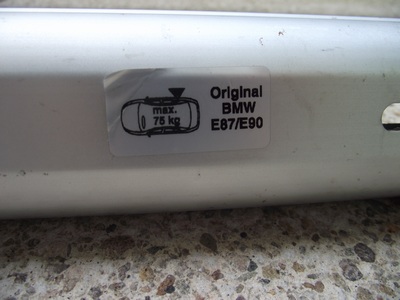 max.
75 kg
Original
BMW
E87/E90